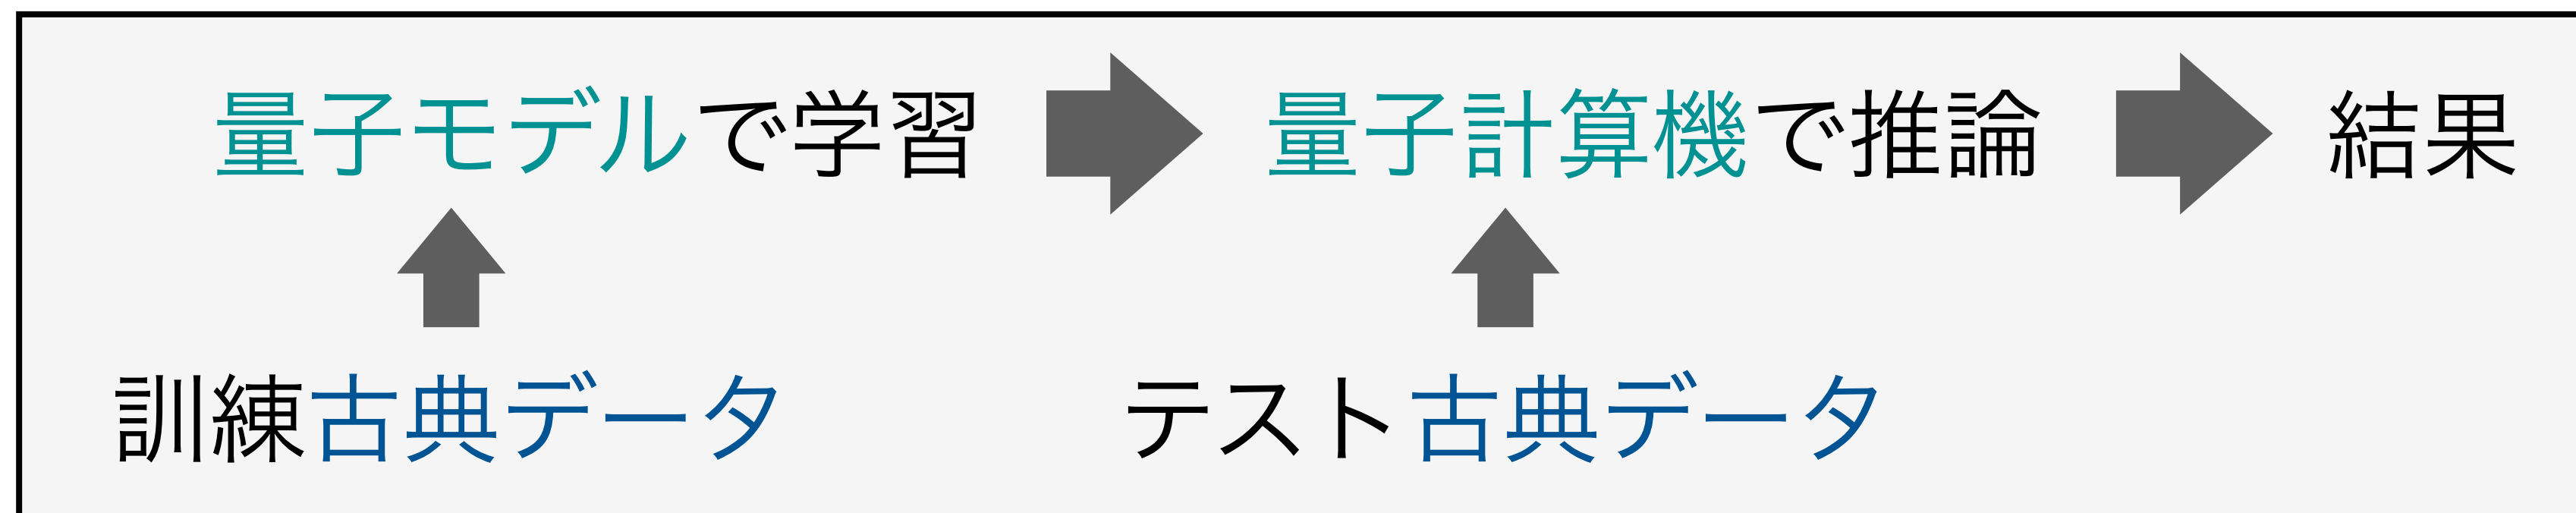 量子モデルで学習
量子計算機で推論
結果
訓練古典データ
テスト古典データ